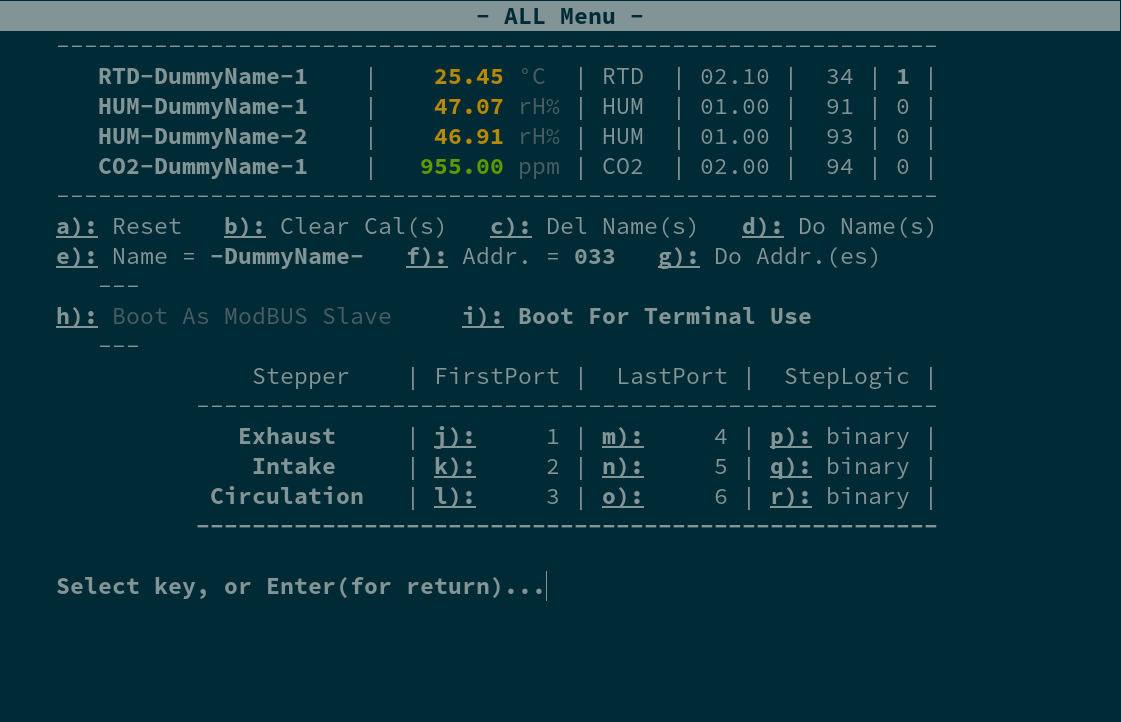 - ALL Menu -
---------------------------------------------------------------
RTD-DummyName-1 | 25.45 °C | RTD | 02.10 | 34 | 1 |
HUM-DummyName-1 | 47.07 rH% | HUM | 01.00 | 91 | 0 |
HUM-DummyName-2 | 46.91 rH% | HUM | 01.00 | 93 | 0 |
CO2-DummyName-1 | 955.00 ppm | CO2 | 02.00 | 94 | 0 |
---------------------------------------------------------------
a): Reset b): Clear Cal(s) c): Del Name(s) d): Do Name(s)
e): Name = -DummyName- f): Addr. = 033 g): Do Addr.(es)
---
h): Boot As ModBUS Slave i): Boot For Terminal Use
---
Stepper | FirstPort | LastPort | StepLogic |
-----------------------------------------------------
Exhaust | j): 1 | m): 4 | p): binary |
Intake | k): 2 | n): 5 | q): binary |
Circulation | l): 3 | o): 6 | r): binary |
-----------------------------------------------------
Select key, or Enter(for return)...